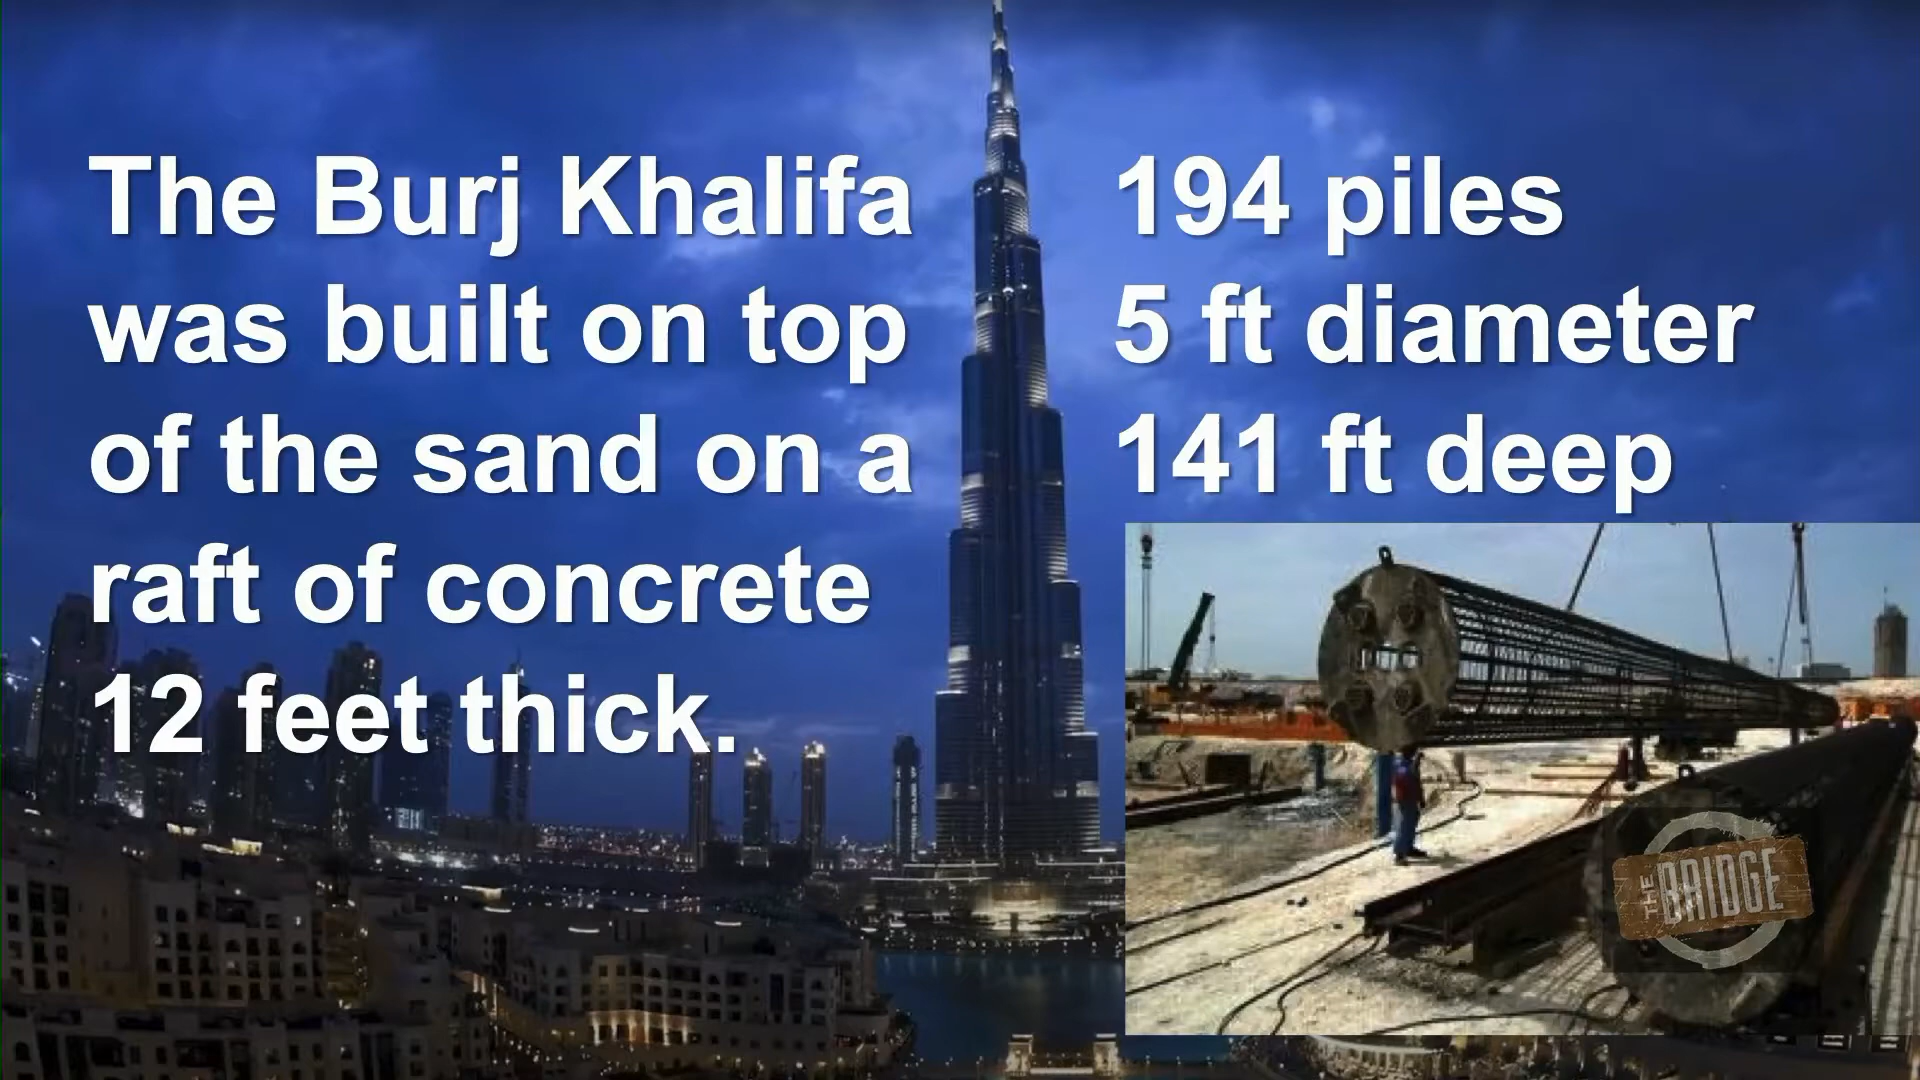 The Burj Khalifa
was built on top
of the sand on a
raft of concrete
12 feet thick.
194 piles
5 ft diameter
141 ft deep
THE BRIDGE